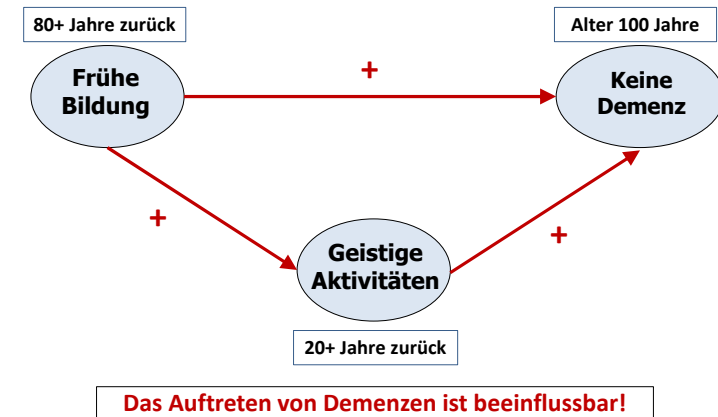 80+ Jahre zurück
Alter 100 Jahre
Frühe
Bildung
+
Keine
Demenz
+
+
Geistige
Aktivitäten
20+ Jahre zurück
Das Auftreten von Demenzen ist beeinflussbar!